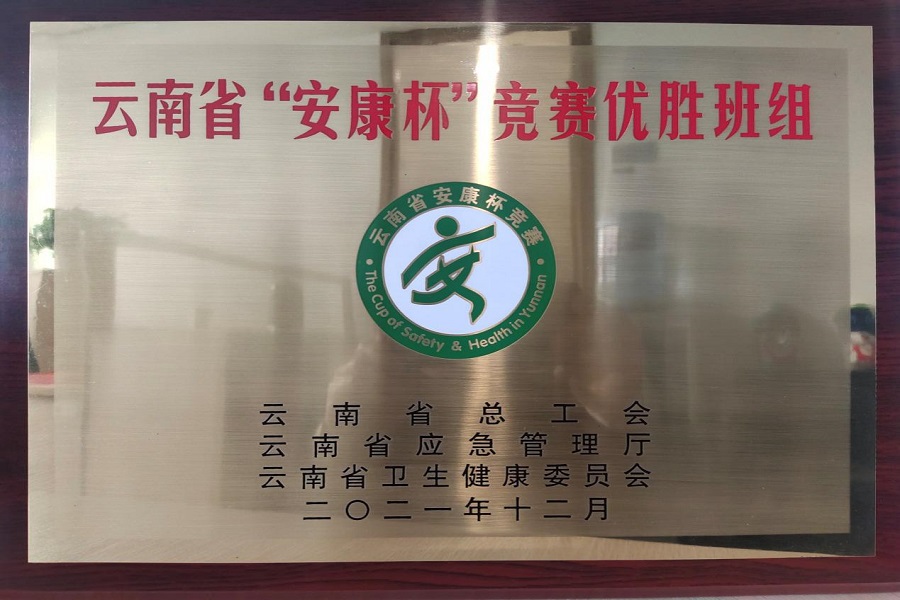 云南省“安康杯”竞赛优胜班组
云南省安康杯竞赛
安
The Cup of Safety & Health in Yunnan
云南省总工会
云南省应急管理厅
云南省卫生健康委员会
二〇二一年十二月